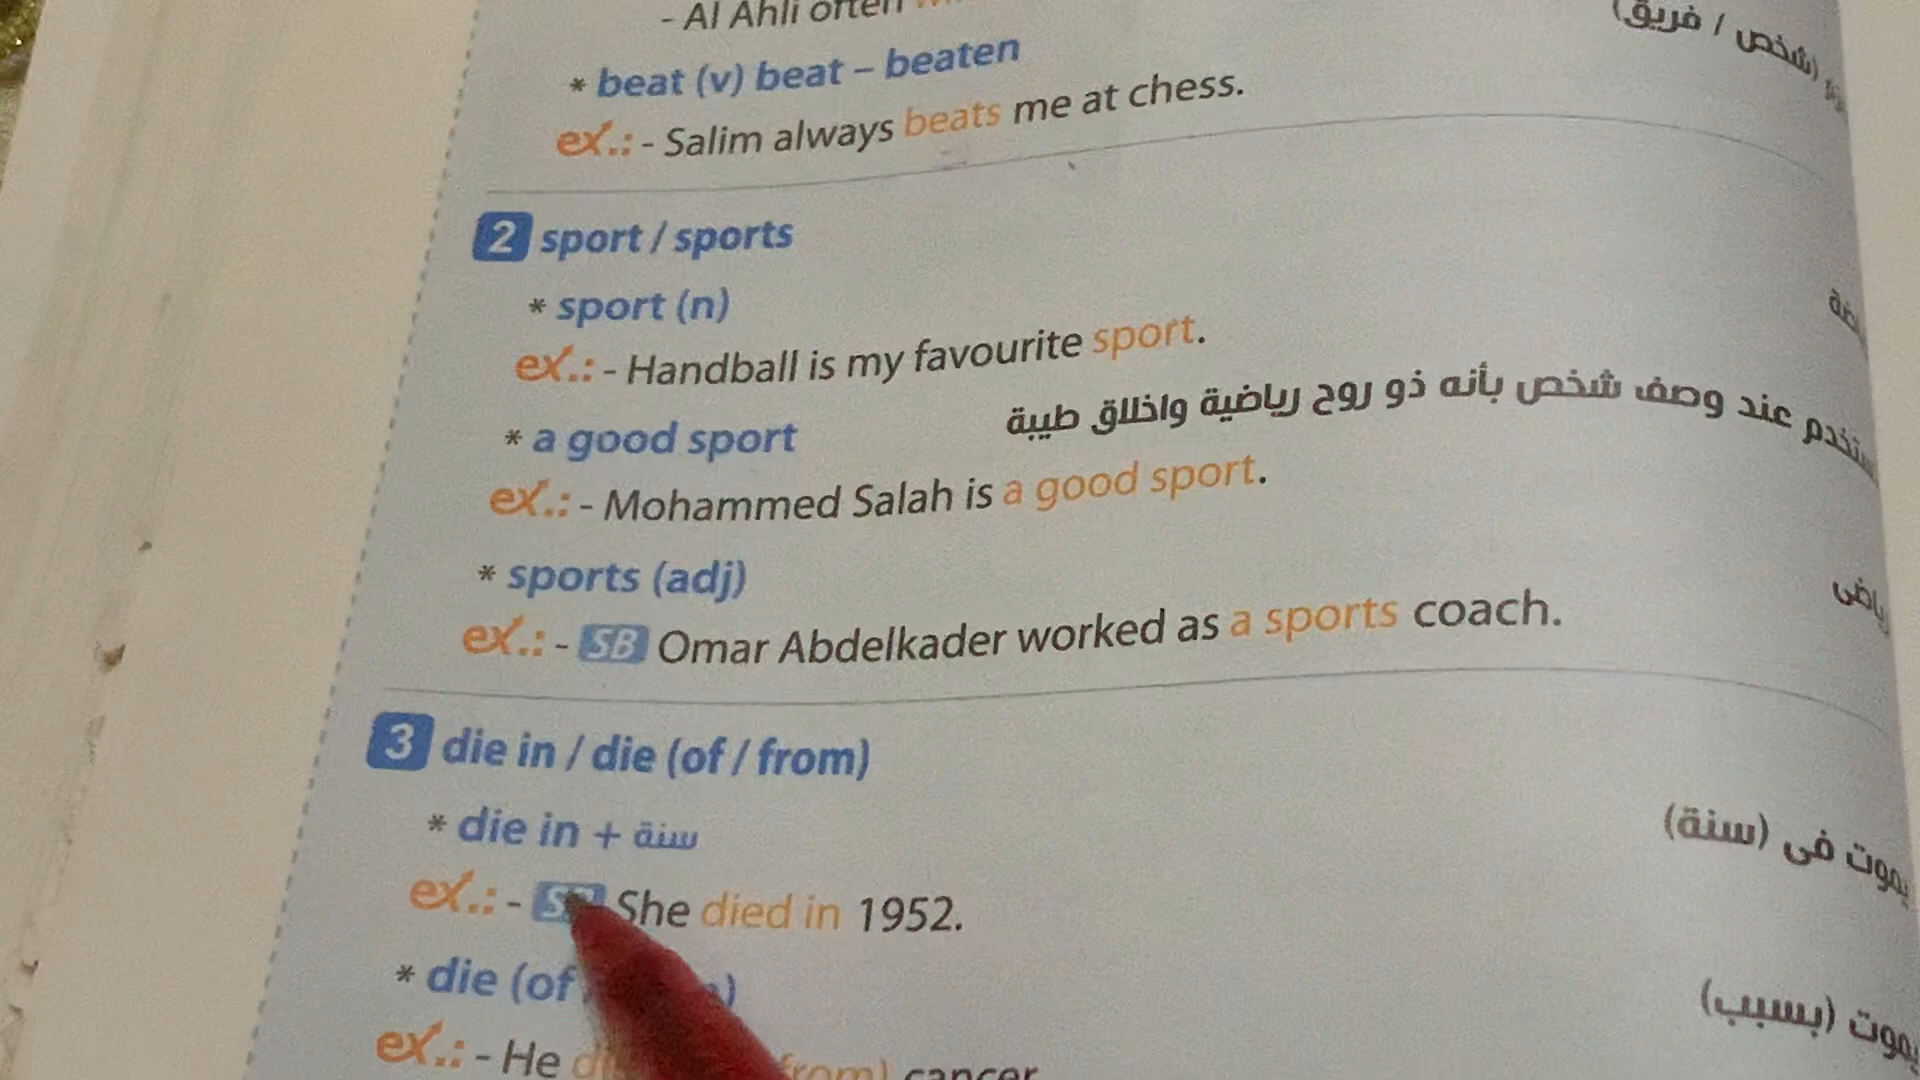 - Al Ahli often
(شخص / فريق)
* beat (v) beat – beaten
ex.: - Salim always beats me at chess.
2 sport / sports
* sport (n)
ex.: - Handball is my favourite sport.
* a good sport
عند وصف شخص بأنه ذو روح رياضية واخلاق طيبة
ex.: - Mohammed Salah is a good sport.
* sports (adj)
ex.: - SB Omar Abdelkader worked as a sports coach.
3 die in / die (of / from)
* die in + سنة
يموت فى (سنة)
ex.: - She died in 1952.
* die (of
يموت (بسبب)
ex.: - He cancer